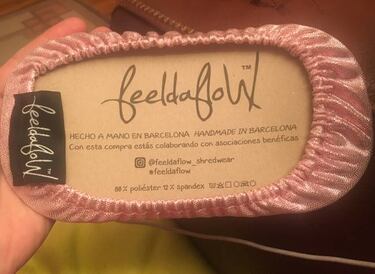 feeldafloW™
feeldafloW
HECHO A MANO EN BARCELONA HANDMADE IN BARCELONA
Con esta compra estás colaborando con asociaciones benéficas
@feeldaflow_shredwear
#feeldaflow
88% poliéster 12% spandex